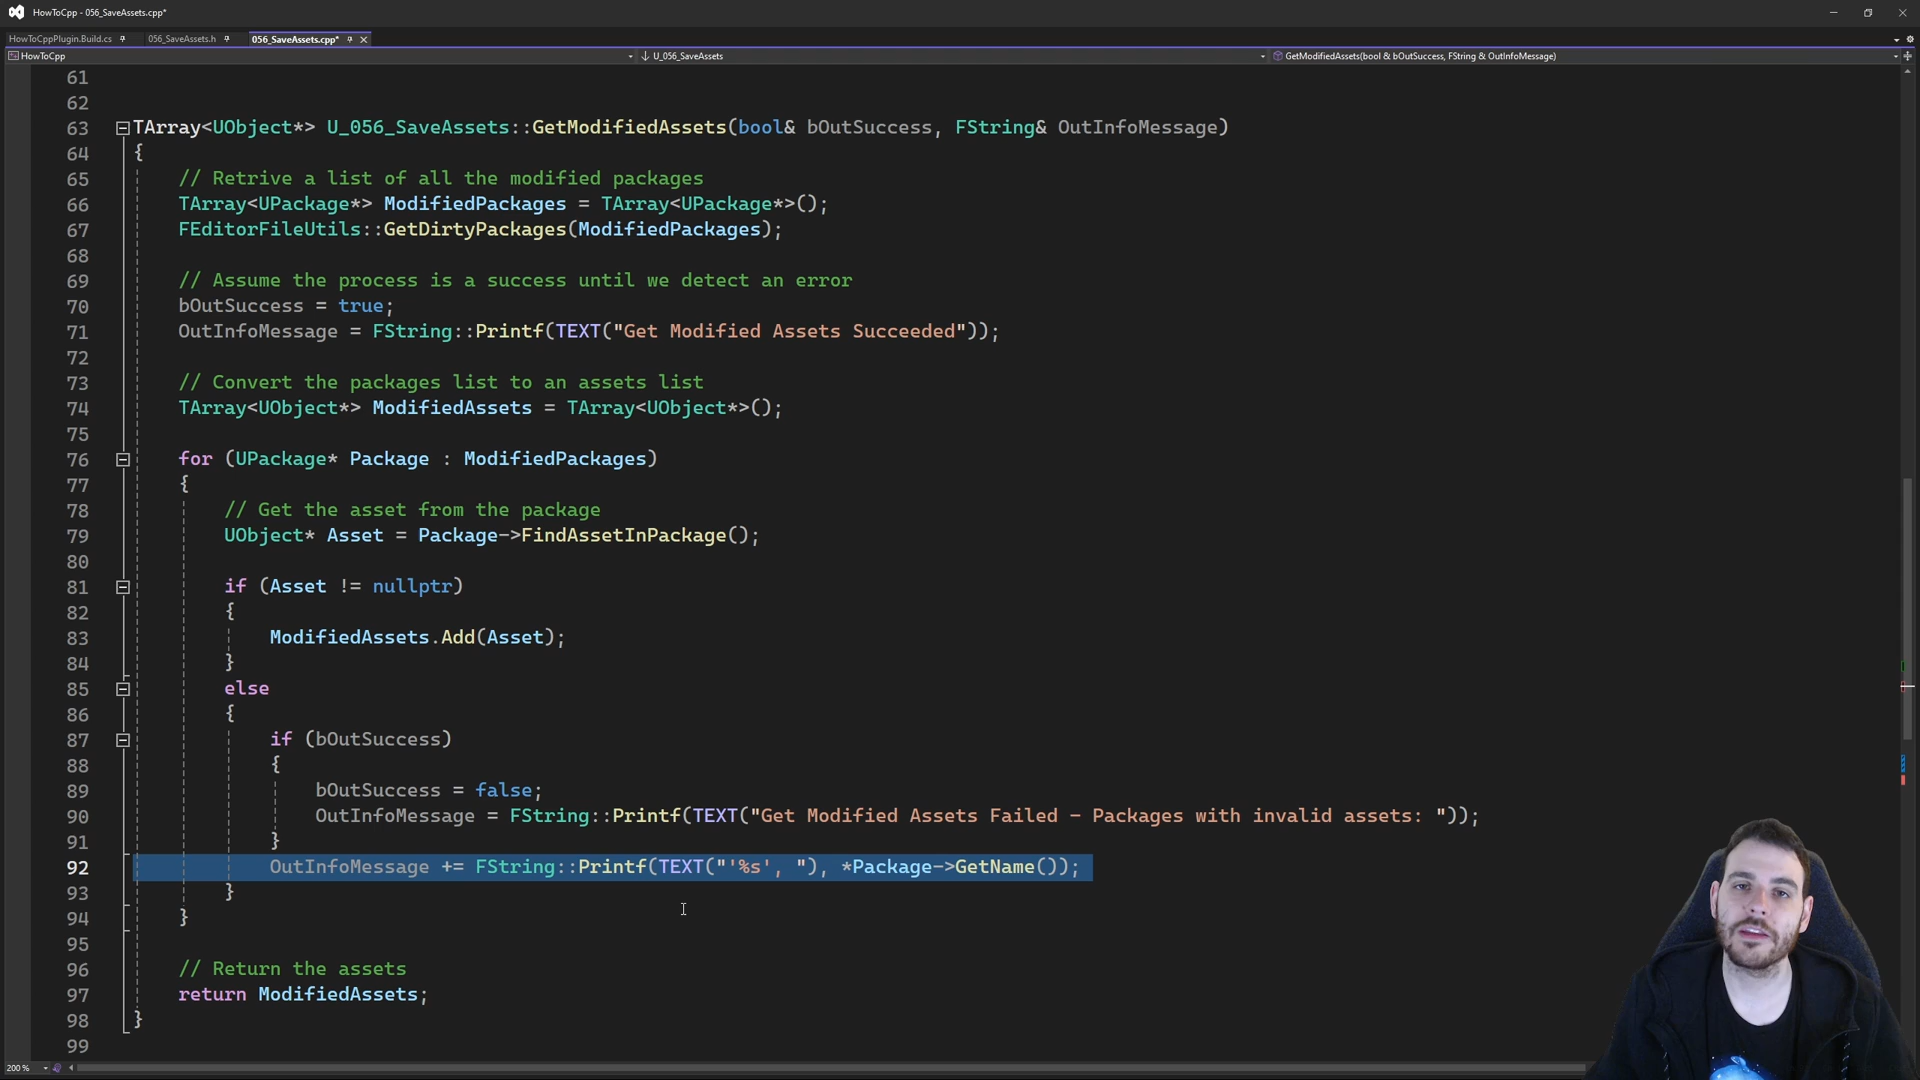 HowToCpp - 056_SaveAssets.cpp*
HowToCppPlugin.Build.cs 056_SaveAssets.h 056_SaveAssets.cpp*
HowToCpp U_056_SaveAssets GetModifiedAssets(bool & bOutSuccess, FString & OutInfoMessage)
61
62
63 TArray<UObject*> U_056_SaveAssets::GetModifiedAssets(bool& bOutSuccess, FString& OutInfoMessage)
64 {
65 // Retrive a list of all the modified packages
66 TArray<UPackage*> ModifiedPackages = TArray<UPackage*>();
67 FEditorFileUtils::GetDirtyPackages(ModifiedPackages);
68
69 // Assume the process is a success until we detect an error
70 bOutSuccess = true;
71 OutInfoMessage = FString::Printf(TEXT("Get Modified Assets Succeeded"));
72
73 // Convert the packages list to an assets list
74 TArray<UObject*> ModifiedAssets = TArray<UObject*>();
75
76 for (UPackage* Package : ModifiedPackages)
77 {
78 // Get the asset from the package
79 UObject* Asset = Package->FindAssetInPackage();
80
81 if (Asset != nullptr)
82 {
83 ModifiedAssets.Add(Asset);
84 }
85 else
86 {
87 if (bOutSuccess)
88 {
89 bOutSuccess = false;
90 OutInfoMessage = FString::Printf(TEXT("Get Modified Assets Failed - Packages with invalid assets: "));
91 }
92 OutInfoMessage += FString::Printf(TEXT("'%s', "), *Package->GetName());
93 }
94 }
95
96 // Return the assets
97 return ModifiedAssets;
98 }
99
200 %